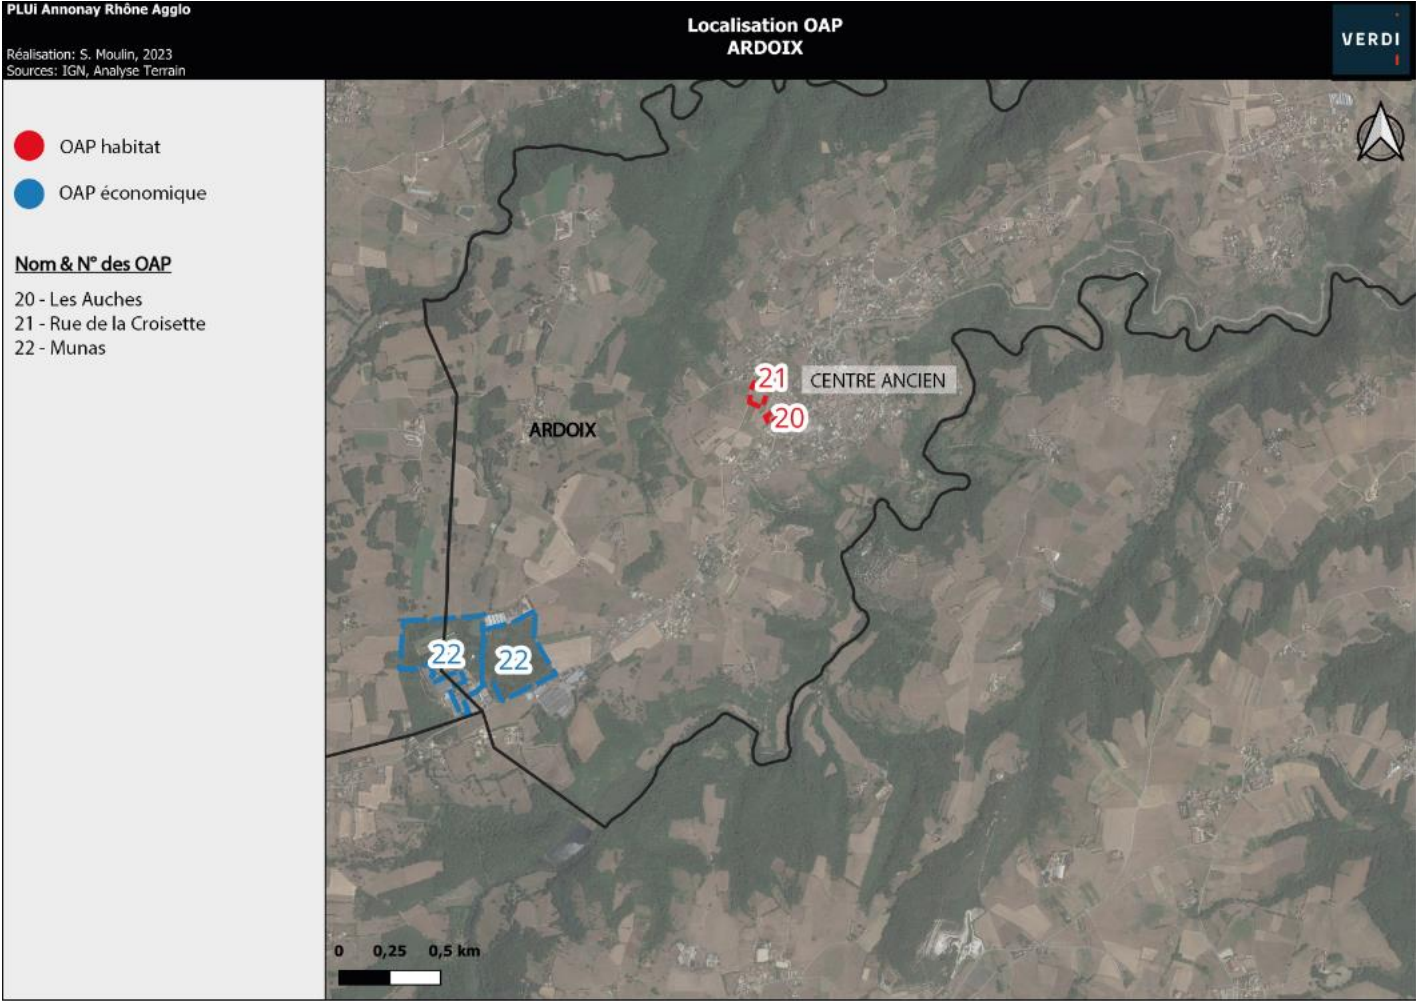 PLUi Annonay Rhône Agglo
Réalisation: S. Moulin, 2023
Sources: IGN, Analyse Terrain
Localisation OAP
ARDOIX
VERDI
OAP habitat
OAP économique
Nom & N° des OAP
20 - Les Auches
21 - Rue de la Croisette
22 - Munas
21
CENTRE ANCIEN
20
ARDOIX
22
22
0 0,25 0,5 km